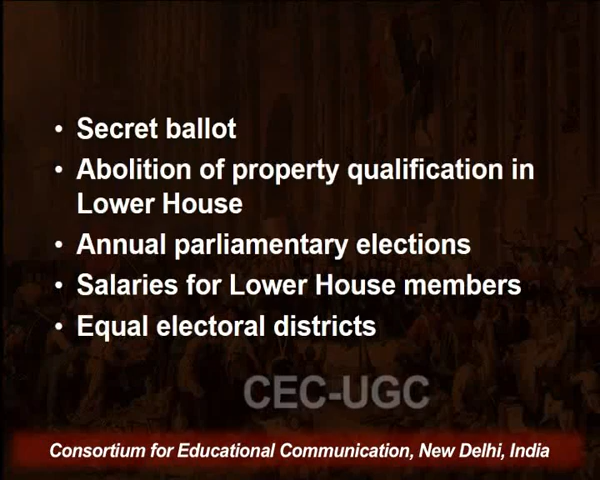 • Secret ballot
• Abolition of property qualification in
Lower House
• Annual parliamentary elections
• Salaries for Lower House members
• Equal electoral districts
CEC-UGC
Consortium for Educational Communication, New Delhi, India